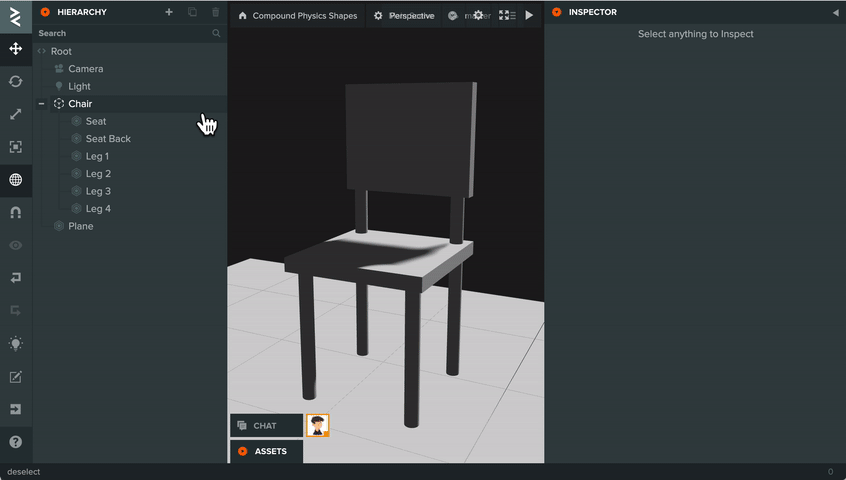 HIERARCHY
Search
Root
Camera
Light
Chair
Seat
Seat Back
Leg 1
Leg 2
Leg 3
Leg 4
Plane
Compound Physics Shapes
Perspective
CHAT
ASSETS
INSPECTOR
Select anything to Inspect
deselect
0